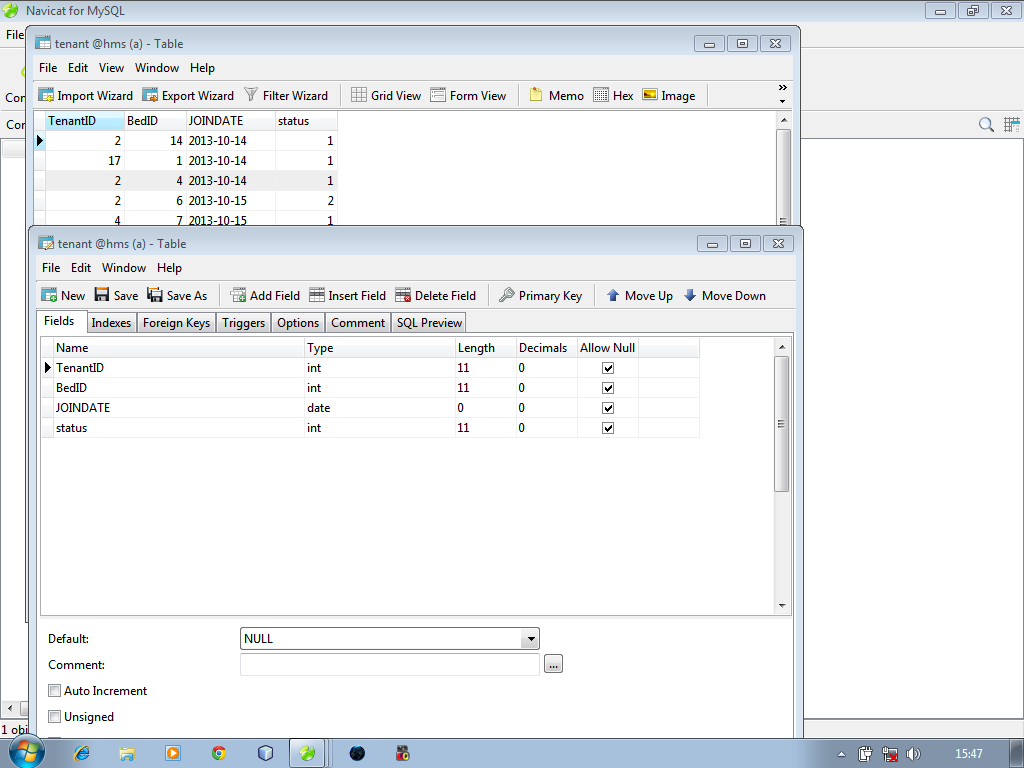 Navicat for MySQL
File
tenant @hms (a) - Table
File Edit View Window Help
Con
Import Wizard Export Wizard Filter Wizard Grid View Form View Memo Hex Image
Con
TenantID BedID JOINDATE status
2 14 2013-10-14 1
17 1 2013-10-14 1
2 4 2013-10-14 1
2 6 2013-10-15 2
4 7 2013-10-15 1
tenant @hms (a) - Table
File Edit Window Help
New Save Save As Add Field Insert Field Delete Field Primary Key Move Up Move Down
Fields Indexes Foreign Keys Triggers Options Comment SQL Preview
Name Type Length Decimals Allow Null
TenantID int 11 0
BedID int 11 0
JOINDATE date 0 0
status int 11 0
Default: NULL
Comment: ...
Auto Increment
Unsigned
1 obj
15:47